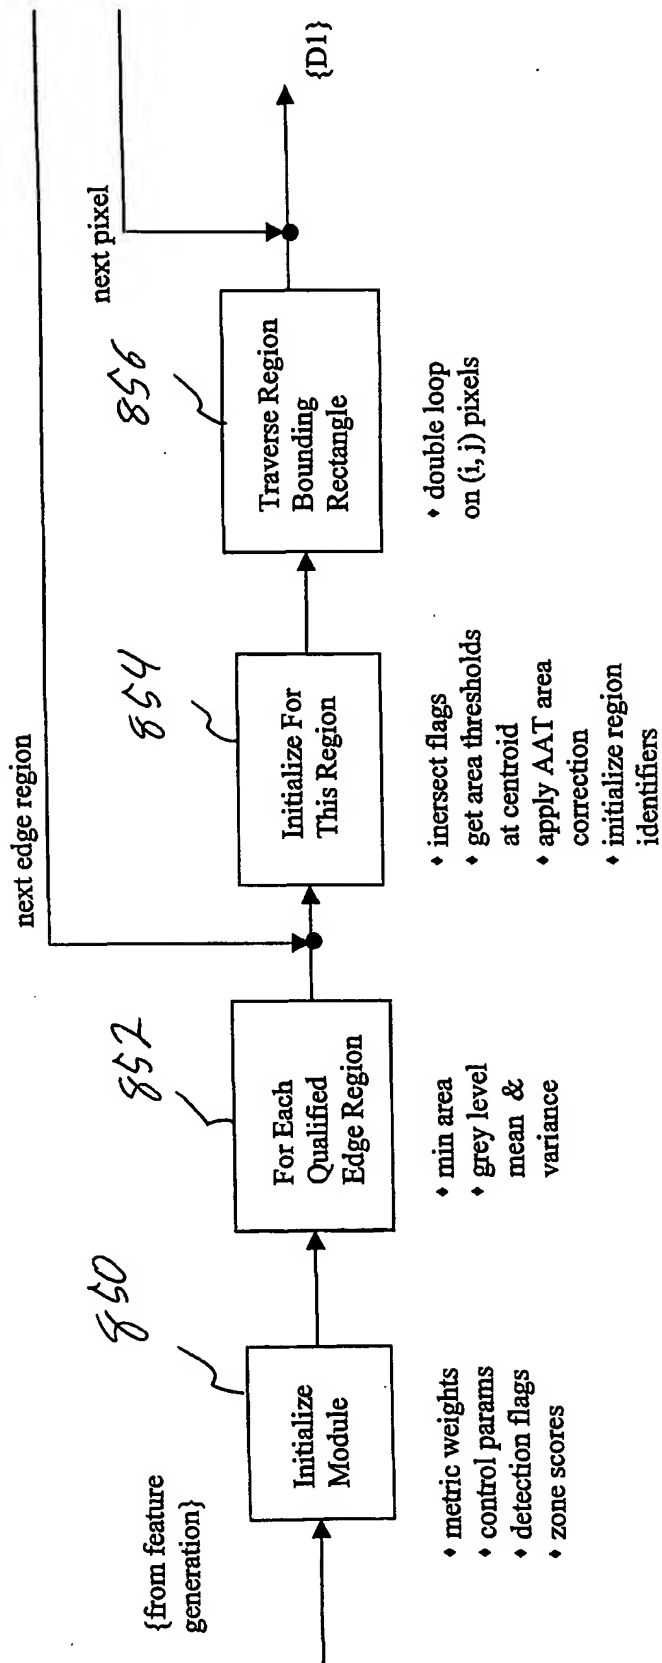 next edge region
next pixel
{from feature
generation}
850
Initialize
Module
♦ metric weights
♦ control params
♦ detection flags
♦ zone scores
852
For Each
Qualified
Edge Region
♦ min area
♦ grey level
mean &
variance
854
Initialize For
This Region
♦ inersect flags
♦ get area thresholds
at centroid
♦ apply AAT area
correction
♦ initialize region
identifiers
856
Traverse Region
Bounding
Rectangle
♦ double loop
on (i, j) pixels
{D1}